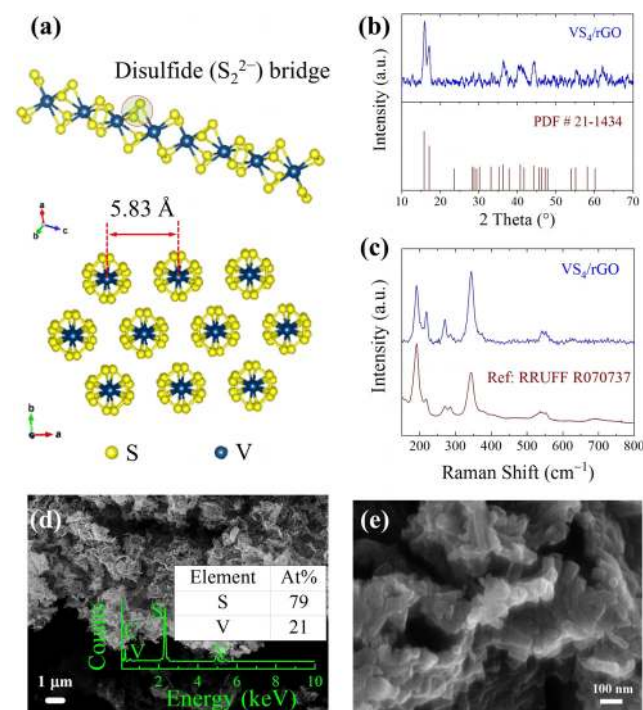 (a)
Disulfide (S₂²⁻) bridge
a
b
c
5.83 Å
b
c
a
S
V
(b)
VS₄/rGO
PDF # 21-1434
Intensity (a.u.)
10 20 30 40 50 60 70
2 Theta (°)
(c)
VS₄/rGO
Ref: RRUFF R070737
Intensity (a.u.)
200 300 400 500 600 700 800
Raman Shift (cm⁻¹)
(d)
Element At%
S 79
V 21
Counts
V
S
2 4 6 8 10
Energy (keV)
1 μm
(e)
100 nm